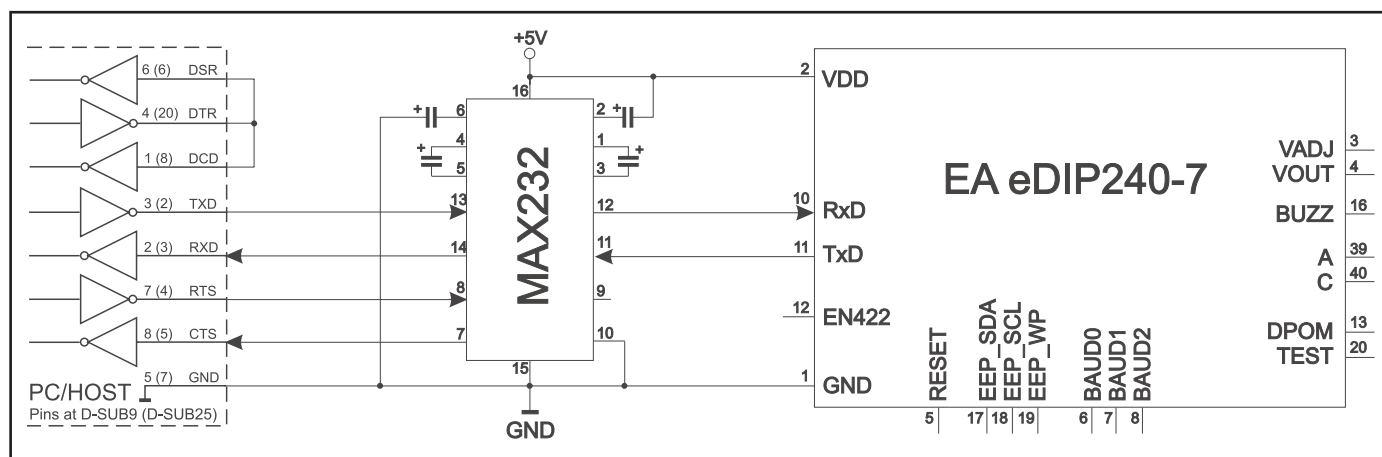 +5V
6 (6) DSR
4 (20) DTR
1 (8) DCD
3 (2) TXD
2 (3) RXD
7 (4) RTS
8 (5) CTS
5 (7) GND
PC/HOST
Pins at D-SUB9 (D-SUB25)
MAX232
16
+ 6
2 +
+ 4
5
1
3 +
13
12
14
11
8
9
7
10
15
GND
EA eDIP240-7
2 VDD
10 RxD
11 TxD
12 EN422
1 GND
VADJ 3
VOUT 4
BUZZ 16
A 39
C 40
DPOM 13
TEST 20
RESET
EEP_SDA
EEP_SCL
EEP_WP
BAUD0
BAUD1
BAUD2
5 17 18 19 6 7 8